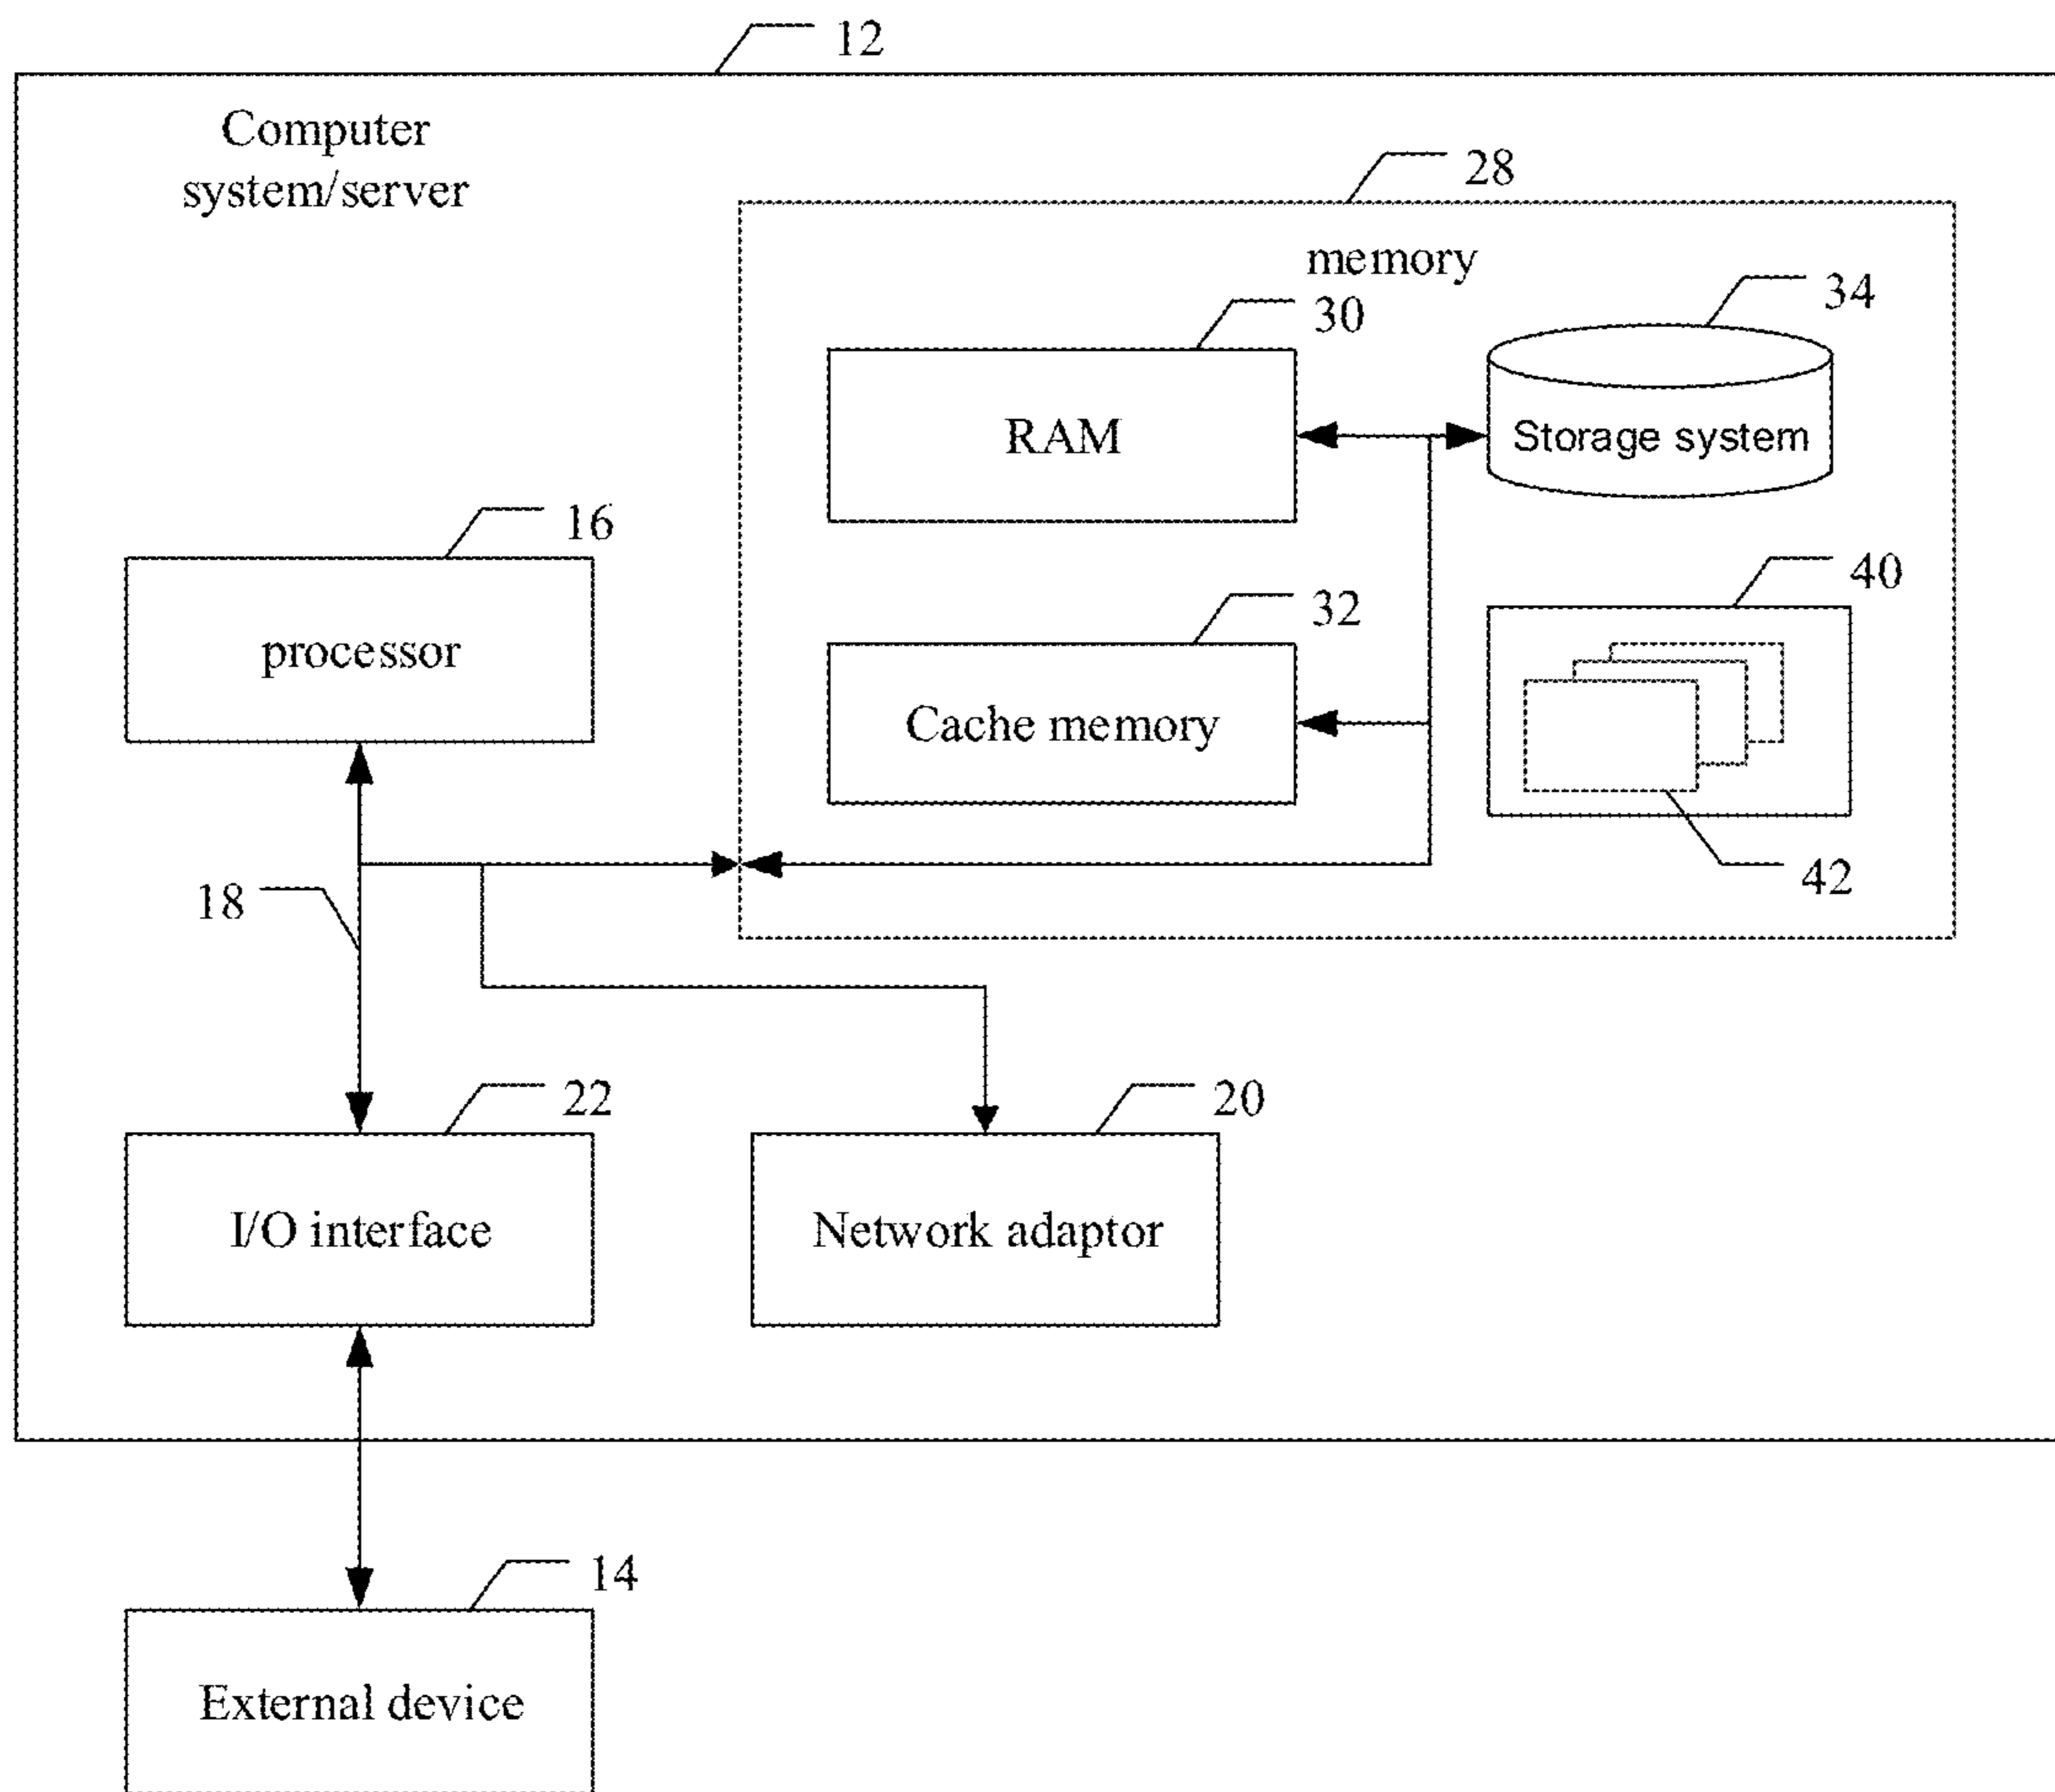 12
Computer
system/server
28
memory
30
34
RAM
Storage system
16
40
32
processor
Cache memory
18
42
22
20
I/O interface
Network adaptor
14
External device